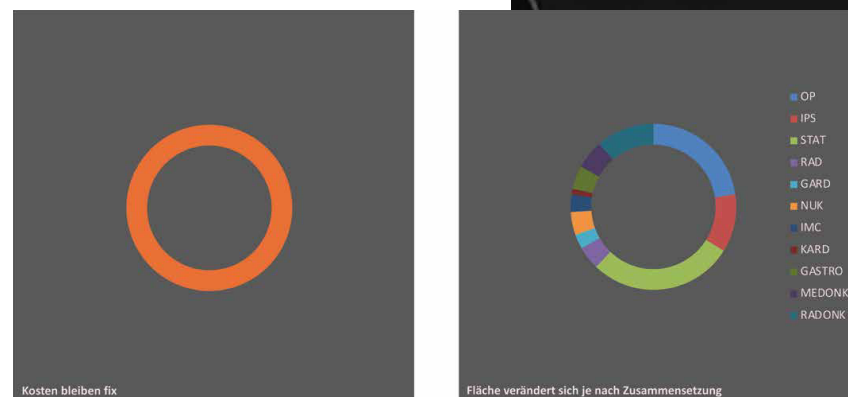 OP
IPS
STAT
RAD
GARD
NUK
IMC
KARD
GASTRO
MEDONK
RADONK
Kosten bleiben fix
Fläche verändert sich je nach Zusammensetzung